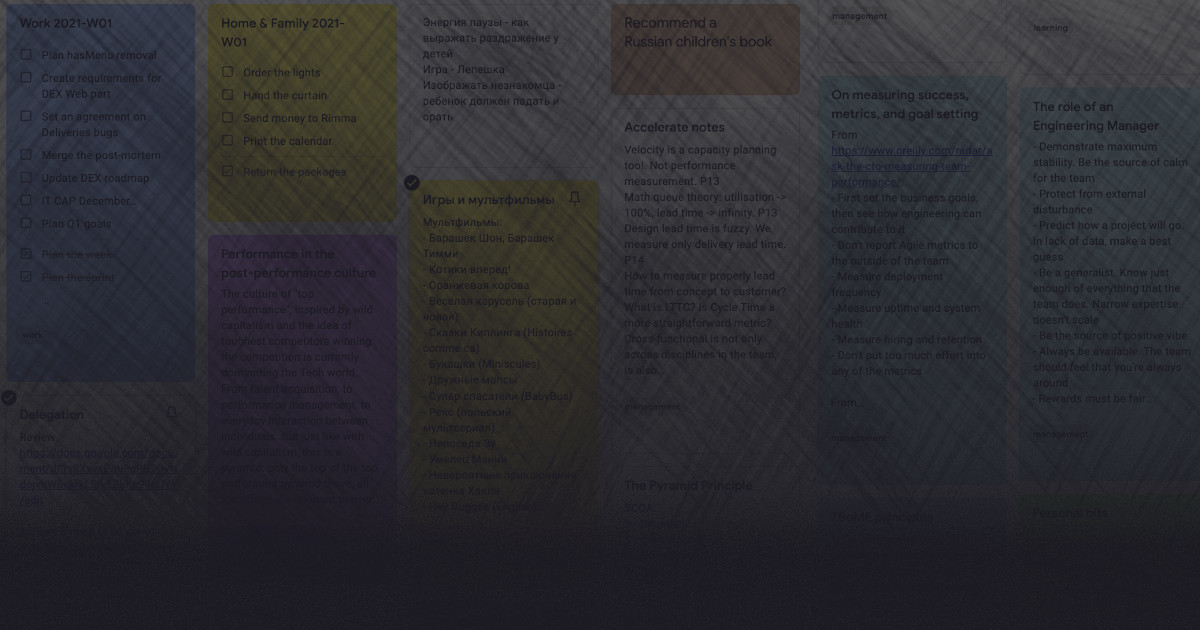 Work 2021-W01
Plan hasMenu removal
Create requirements for
DEX Web part
Set an agreement on
Deliveries bugs
Merge the post-mortem
Update DEX roadmap
IT CAP December..
Plan Q1 goals
Plan the week
Plan the sprint
Delegation
Review
Home & Family 2021-
W01
Order the lights
Hand the curtain
Send money to Rimma
Print the calendar
Return the packages
Performance in the
post-performance culture
The culture of "top
performance", inspired by wild
capitalism and the idea of
toughest competitors winning
the competition is currently
dominating the Tech world.
From talent acquisition, to
performance management, to
everyday interaction between
individuals. But just like with
wild capitalism, that
Энергия паузы - как
выражать раздражение у
детей
Игра - Лепешка
Изображать незнакомца -
ребенок должен падать и
орать
Игры и мультфильмы
Мультфильмы:
- Барашек Шон, Барашек
Тимми
- Котики вперёд!
- Оранжевая корова
- Веселая карусель (старая и
новая)
- Сказки Киплинга (Histoires
comme ca)
- Букашки (Miniscules)
- Дружные мопсы
- Супер спасатели (BabyBus)
- Рекс (польский
мультсериал)
- Непоседа Зу
- Умелец Мэнни
- Невероятные приключения
котенка Хакли
Recommend a
Russian children's book
Accelerate notes
Velocity is a capacity planning
tool. Not performance
measurement. P13
Math queue theory: utilisation ->
100%, lead time -> infinity. P13
Design lead time is fuzzy. We
measure only delivery lead time.
P14
How to measure properly lead
time from concept to customer?
What is LTTC? Is Cycle Time a
more straightforward metric?
Cross-functional is not only
across disciplines in the team,
is also...
management
The Pyramid Principle
SCQA
management
On measuring success,
metrics, and goal setting
From
https://www.oreilly.com/radar/a
sk-the-cto-measuring-team-
performance/
- First set the business goals,
then see how engineering can
contribute to it
- Don't report Agile metrics to
the outside of the team
- Measure deployment
frequency
- Measure uptime and system
health
- Measure hiring and retention
- Don't put too much effort into
any of the metrics
From...
management
learning
The role of an
Engineering Manager
- Demonstrate maximum
stability. Be the source of calm
for the team
- Protect from external
disturbance
- Predict how a project will go.
In lack of data, make a best
guess
- Be a generalist. Know just
enough of everything that the
team does. Narrow expertise
doesn't scale
- Be the source of positive vibe
- Always be available. The team
should feel that you're always
around
- Rewards must be fair...
management
Personal bits